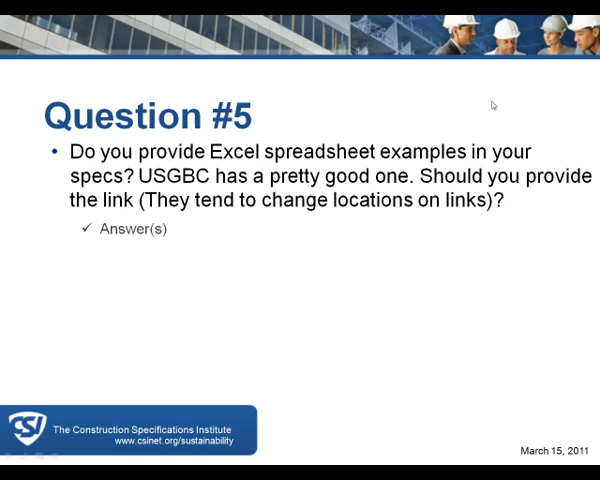 Question #5
• Do you provide Excel spreadsheet examples in your
specs? USGBC has a pretty good one. Should you provide
the link (They tend to change locations on links)?
✓ Answer(s)
CSI
The Construction Specifications Institute
www.csinet.org/sustainability
March 15, 2011